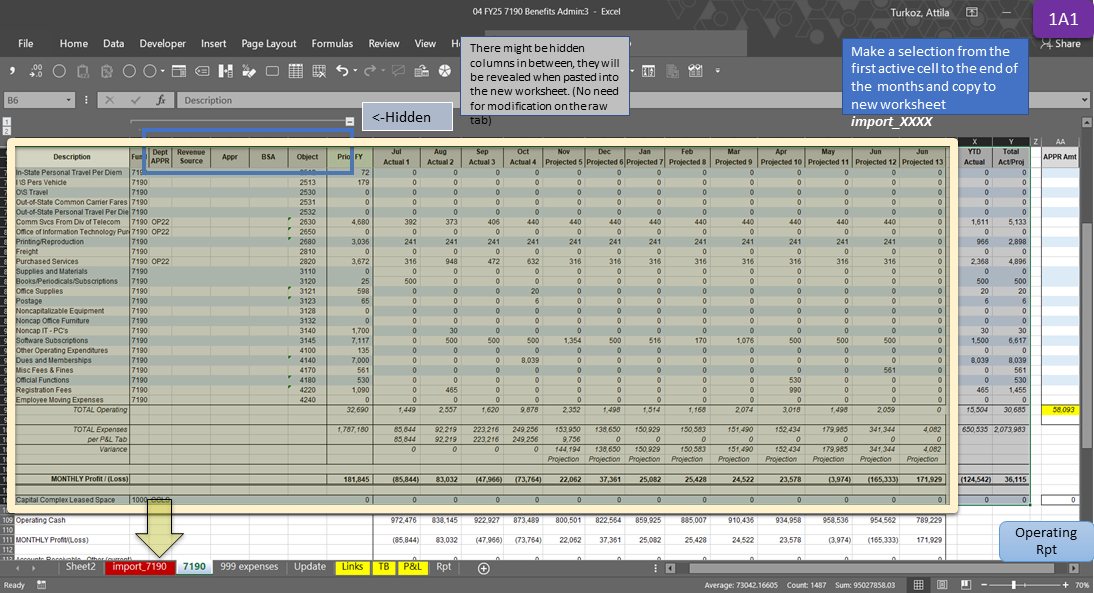 04 FY25 7190 Benefits Admin:3 - Excel
Turkoz, Attila
1A1
File Home Data Developer Insert Page Layout Formulas Review View
Share
There might be hidden
columns in between, they will
be revealed when pasted into
the new worksheet. (No need
for modification on the raw
tab)
Make a selection from the
first active cell to the end of
the months and copy to
new worksheet
import_XXXX
B6 Description
<-Hidden
1
2
Description Fund Dept APPR Revenue Source Appr BSA Object Prior FY Jul Actual 1 Aug Actual 2 Sep Actual 3 Oct Actual 4 Nov Projected 5 Dec Projected 6 Jan Projected 7 Feb Projected 8 Mar Projected 9 Apr Projected 10 May Projected 11 Jun Projected 12 Jun Projected 13 X YTD Actual Y Total Act/Proj Z AA APPR Amt
In-State Personal Travel Per Diem 72 0 0 0 0 0 0 0 0 0 0 0 0 0 0 0
I\S Pers Vehicle 7190 2513 179 0 0 0 0 0 0 0 0 0 0 0 0 0 0 0
O\S Travel 7190 2530 0 0 0 0 0 0 0 0 0 0 0 0 0 0 0 0
Out-of-State Common Carrier Fares 7190 2531 0 0 0 0 0 0 0 0 0 0 0 0 0 0 0 0
Out-of-State Personal Travel Per Die 7190 2532 0 0 0 0 0 0 0 0 0 0 0 0 0 0 0 0
Comm Svcs From Div of Telecom 7190 OP22 2630 4,680 392 373 406 440 440 440 440 440 440 440 440 440 0 1,611 5,133
Office of Information Technology Pur 7190 OP22 2650 0 0 0 0 0 0 0 0 0 0 0 0 0 0 0 0
Printing/Reproduction 7190 2680 3,036 241 241 241 241 241 241 241 241 241 241 241 241 0 966 2,898
Freight 7190 2810 0 0 0 0 0 0 0 0 0 0 0 0 0 0 0 0
Purchased Services 7190 OP22 2820 3,672 316 948 472 632 316 316 316 316 316 316 316 316 0 2,368 4,896
Supplies and Materials 7190 3110 0 0 0 0 0 0 0 0 0 0 0 0 0 0 0 0
Books/Periodicals/Subscriptions 7190 3120 25 500 0 0 0 0 0 0 0 0 0 0 0 0 500 500
Office Supplies 7190 3121 598 0 0 0 20 0 0 0 0 0 0 0 0 0 20 20
Postage 7190 3123 65 0 0 0 6 0 0 0 0 0 0 0 0 0 6 6
Noncapitalizable Equipment 7190 3128 0 0 0 0 0 0 0 0 0 0 0 0 0 0 0 0
Noncap Office Furniture 7190 3132 0 0 0 0 0 0 0 0 0 0 0 0 0 0 0 0
Noncap IT - PC's 7190 3140 1,700 0 30 0 0 0 0 0 0 0 0 0 0 0 30 30
Software Subscriptions 7190 3145 7,117 0 500 500 500 1,354 500 516 170 1,076 500 500 500 0 1,500 6,617
Other Operating Expenditures 7190 4100 135 0 0 0 0 0 0 0 0 0 0 0 0 0 0 0
Dues and Memberships 7190 4140 7,000 0 0 0 8,039 0 0 0 0 0 0 0 0 0 8,039 8,039
Misc Fees & Fines 7190 4170 561 0 0 0 0 0 0 0 0 0 0 0 561 0 0 561
Official Functions 7190 4180 530 0 0 0 0 0 0 0 0 0 530 0 0 0 0 530
Registration Fees 7190 4220 1,090 0 465 0 0 0 0 0 0 0 990 0 0 0 465 1,455
Employee Moving Expenses 7190 4240 0 0 0 0 0 0 0 0 0 0 0 0 0 0 0 0
TOTAL Operating 32,690 1,449 2,557 1,620 9,878 2,352 1,498 1,514 1,168 2,074 3,018 1,498 2,059 0 15,504 30,685 58,093
TOTAL Expenses 1,787,180 85,844 92,219 223,216 249,256 153,950 138,650 150,929 150,583 151,490 152,434 179,985 341,344 4,082 650,535 2,073,983
per P&L Tab 85,844 92,219 223,216 249,256 9,756 0 0 0 0 0 0 0 0
Variance 0 0 0 0 144,194 138,650 150,929 150,583 151,490 152,434 179,985 341,344 4,082
Projection Projection Projection Projection Projection Projection Projection Projection Projection
MONTHLY Profit / (Loss) 181,845 (85,844) 83,032 (47,966) (73,764) 22,062 37,361 25,082 25,428 24,522 23,578 (3,974) (165,333) 171,929 (124,542) 36,115
Capital Complex Leased Space 1000 0 0 0 0 0 0 0 0 0 0 0 0 0 0 0 0 0
109 Operating Cash 972,476 838,145 922,927 873,489 800,501 822,564 859,925 885,007 910,436 934,958 958,536 954,562 789,229
110
111 MONTHLY Profit/(Loss) (85,844) 83,032 (47,966) (73,764) 22,062 37,361 25,082 25,428 24,522 23,578 (3,974) (165,333) 171,929
112
Operating
Rpt
Sheet2 import_7190 7190 999 expenses Update Links TB P&L Rpt
Ready Average: 73042.16605 Count: 1487 Sum: 95027858.03 70%